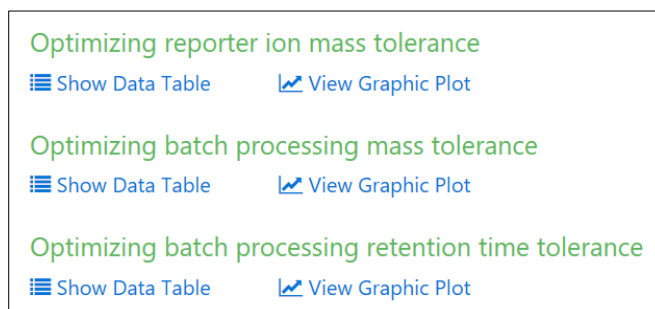 Optimizing reporter ion mass tolerance
Show Data Table View Graphic Plot
Optimizing batch processing mass tolerance
Show Data Table View Graphic Plot
Optimizing batch processing retention time tolerance
Show Data Table View Graphic Plot